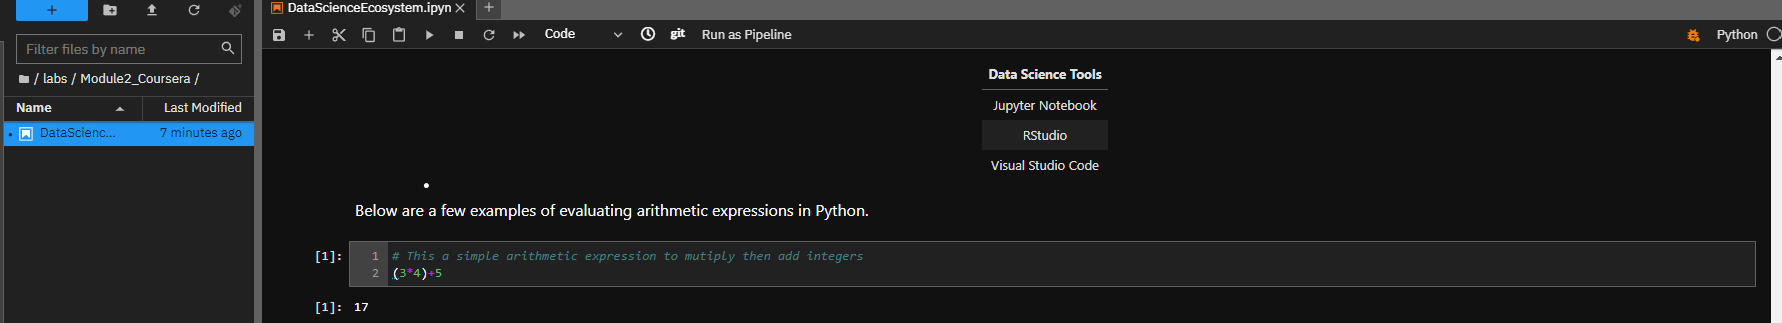 DataScienceEcosystem.ipyn
Code
git
Run as Pipeline
Python
Filter files by name
/ labs / Module2_Coursera /
Name Last Modified
DataScienc... 7 minutes ago
Data Science Tools
Jupyter Notebook
RStudio
Visual Studio Code
Below are a few examples of evaluating arithmetic expressions in Python.
[1]: 1 # This a simple arithmetic expression to mutiply then add integers
2 (3*4)+5
[1]: 17